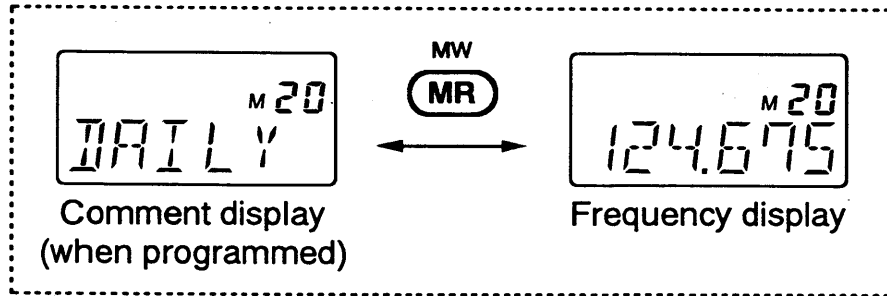 M 20
DAILY
Comment display
(when programmed)
MW
MR
M 20
124.675
Frequency display